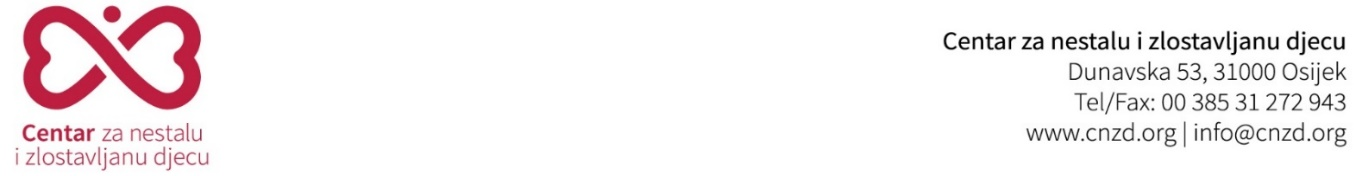 Centar za nestalu
i zlostavljanu djecu
Centar za nestalu i zlostavljanu djecu
Dunavska 53, 31000 Osijek
Tel/Fax: 00 385 31 272 943
www.cnzd.org | info@cnzd.org